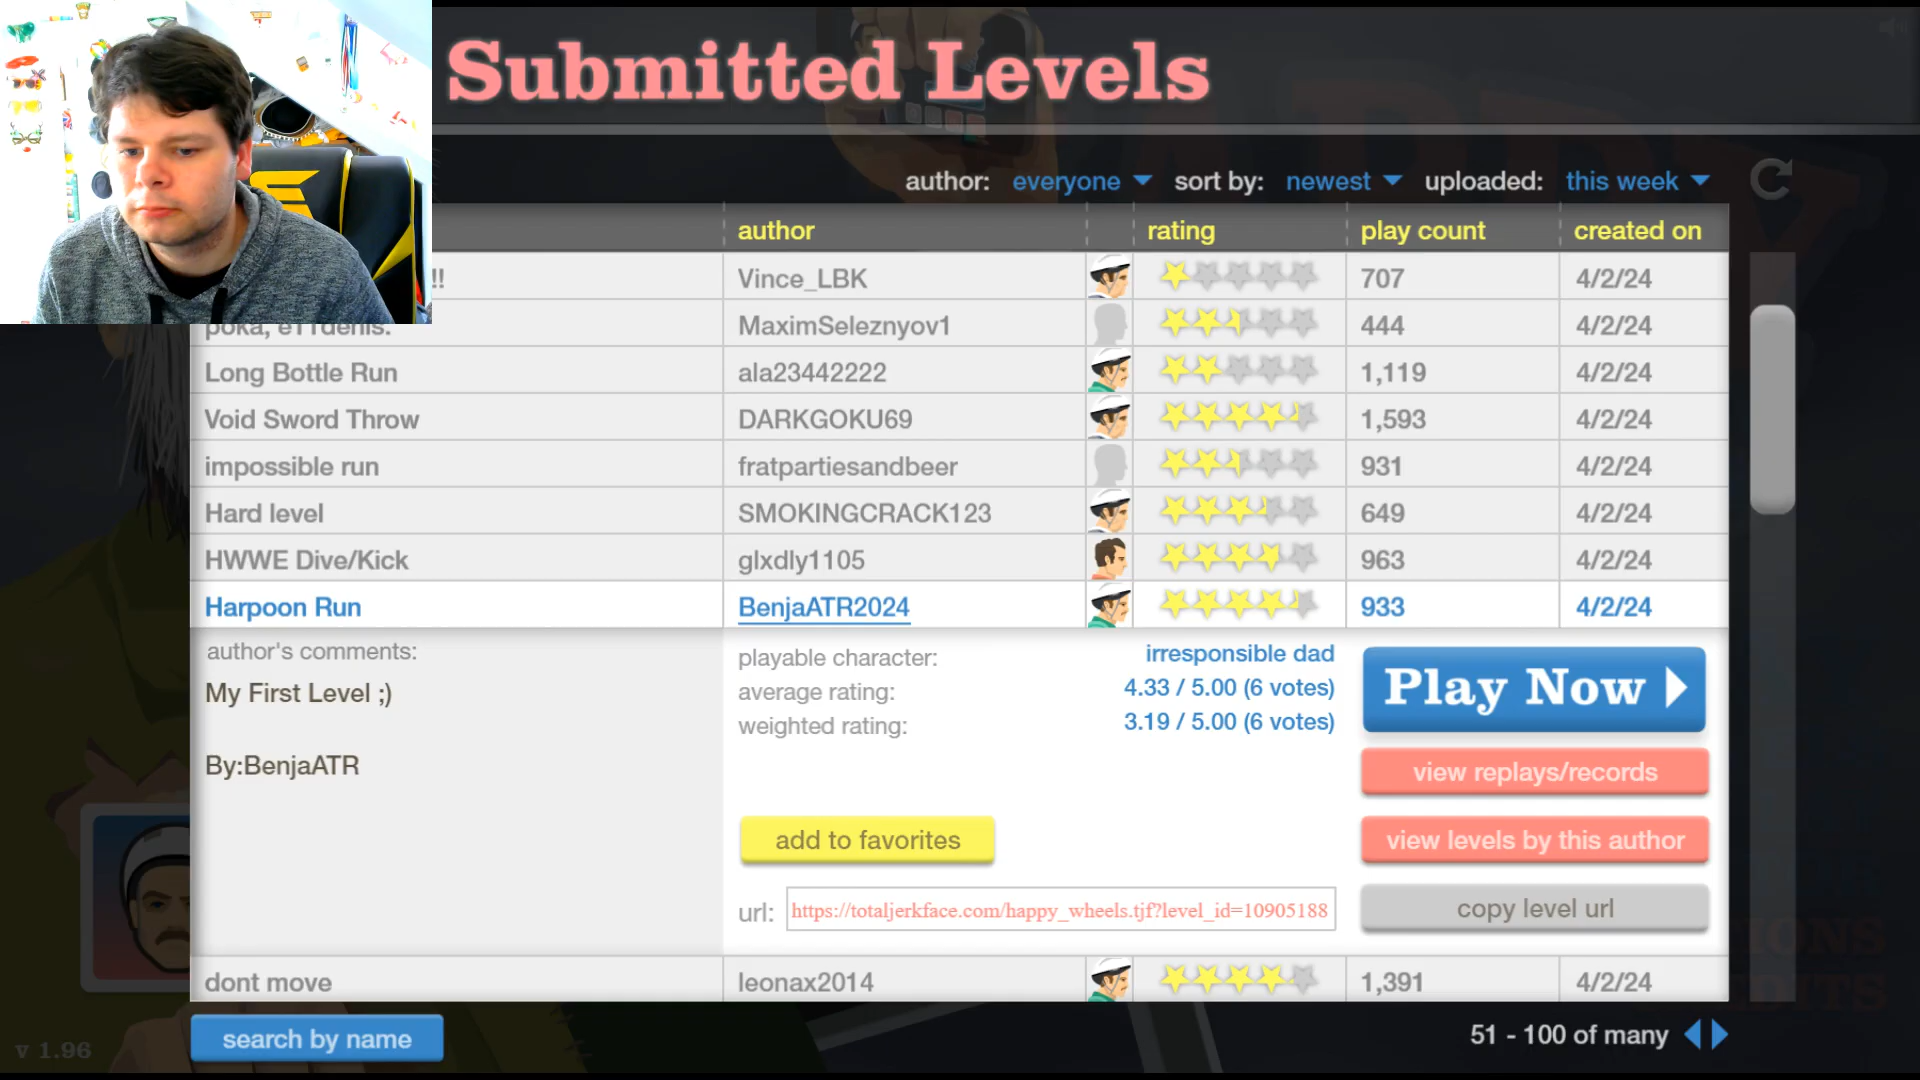 Submitted Levels
author: everyone sort by: newest uploaded: this week
author rating play count created on
!! Vince_LBK 707 4/2/24
poka, e11denis. MaximSeleznyov1 444 4/2/24
Long Bottle Run ala23442222 1,119 4/2/24
Void Sword Throw DARKGOKU69 1,593 4/2/24
impossible run fratpartiesandbeer 931 4/2/24
Hard level SMOKINGCRACK123 649 4/2/24
HWWE Dive/Kick glxdly1105 963 4/2/24
Harpoon Run BenjaATR2024 933 4/2/24
author's comments:
My First Level ;)
By:BenjaATR
playable character: irresponsible dad
average rating: 4.33 / 5.00 (6 votes)
weighted rating: 3.19 / 5.00 (6 votes)
Play Now
view replays/records
add to favorites
view levels by this author
url: https://totaljerkface.com/happy_wheels.tjf?level_id=10905188
copy level url
dont move leonax2014 1,391 4/2/24
search by name
51 - 100 of many
v 1.96